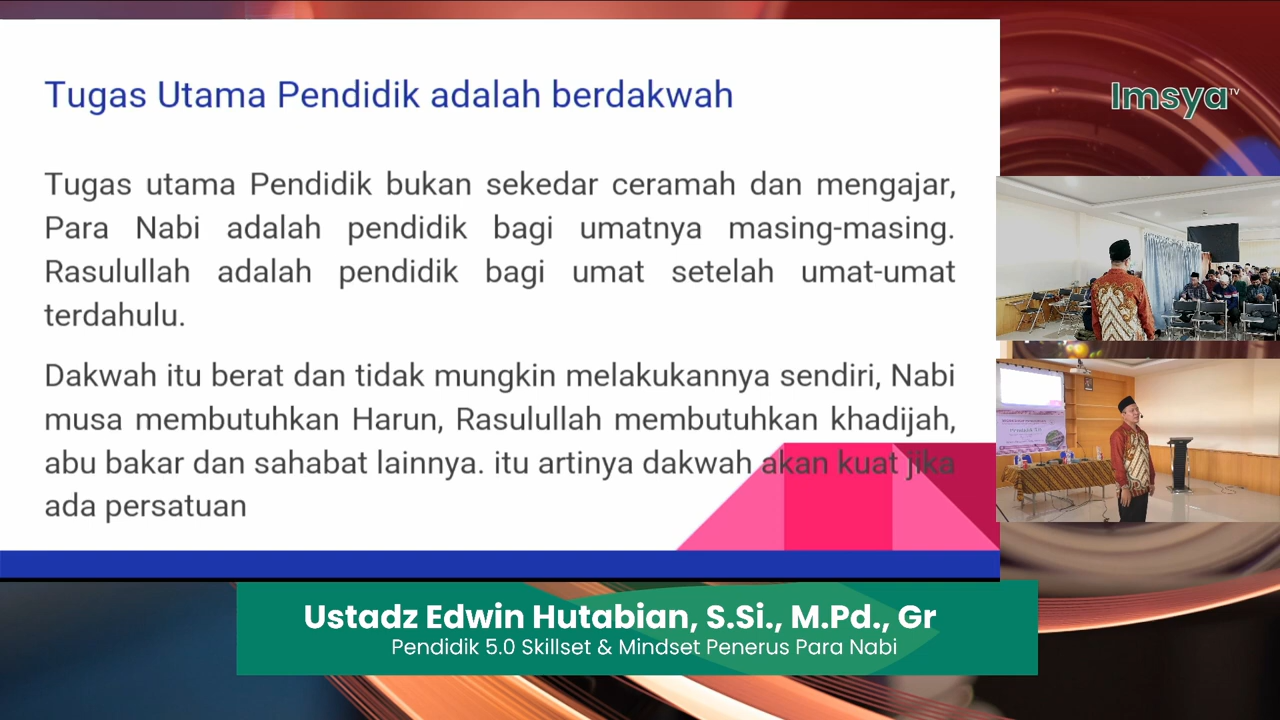 Tugas Utama Pendidik adalah berdakwah
Tugas utama Pendidik bukan sekedar ceramah dan mengajar,
Para Nabi adalah pendidik bagi umatnya masing-masing.
Rasulullah adalah pendidik bagi umat setelah umat-umat
terdahulu.
Dakwah itu berat dan tidak mungkin melakukannya sendiri, Nabi
musa membutuhkan Harun, Rasulullah membutuhkan khadijah,
abu bakar dan sahabat lainnya. itu artinya dakwah akan kuat jika
ada persatuan
Imsya TV
Ustadz Edwin Hutabian, S.Si., M.Pd., Gr
Pendidik 5.0 Skillset & Mindset Penerus Para Nabi